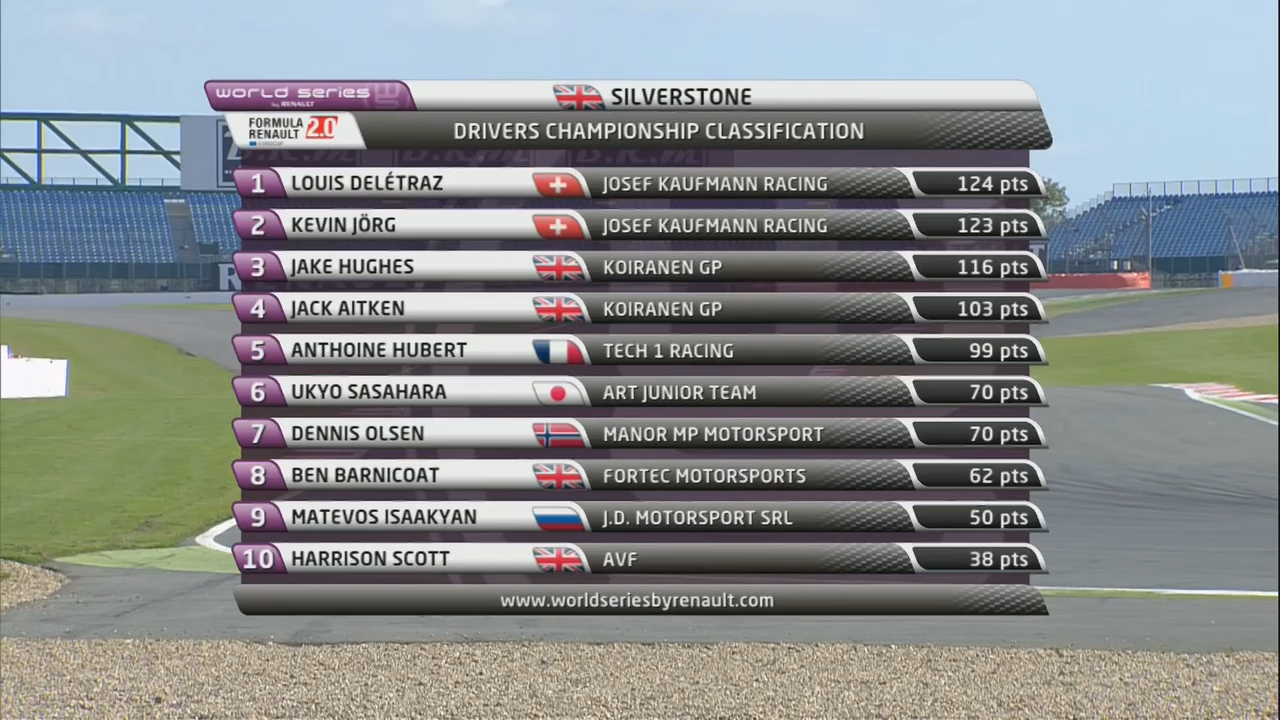 world series
by RENAULT
SILVERSTONE
FORMULA
RENAULT 2.0
EUROCUP
DRIVERS CHAMPIONSHIP CLASSIFICATION
1 LOUIS DELÉTRAZ JOSEF KAUFMANN RACING 124 pts
2 KEVIN JÖRG JOSEF KAUFMANN RACING 123 pts
3 JAKE HUGHES KOIRANEN GP 116 pts
4 JACK AITKEN KOIRANEN GP 103 pts
5 ANTHOINE HUBERT TECH 1 RACING 99 pts
6 UKYO SASAHARA ART JUNIOR TEAM 70 pts
7 DENNIS OLSEN MANOR MP MOTORSPORT 70 pts
8 BEN BARNICOAT FORTEC MOTORSPORTS 62 pts
9 MATEVOS ISAAKYAN J.D. MOTORSPORT SRL 50 pts
10 HARRISON SCOTT AVF 38 pts
www.worldseriesbyrenault.com